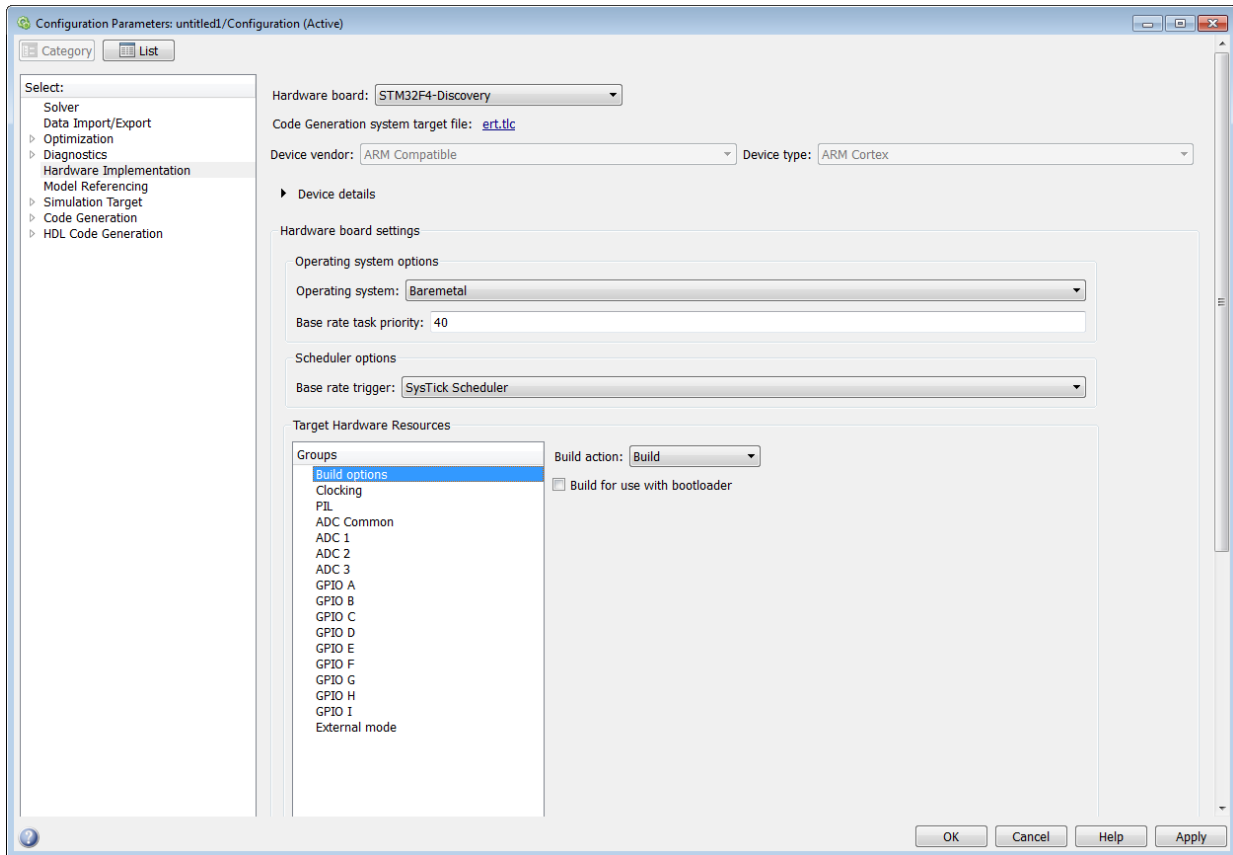 Configuration Parameters: untitled1/Configuration (Active)
Category List
Select:
Solver
Data Import/Export
Optimization
Diagnostics
Hardware Implementation
Model Referencing
Simulation Target
Code Generation
HDL Code Generation
Hardware board: STM32F4-Discovery
Code Generation system target file: ert.tlc
Device vendor: ARM Compatible Device type: ARM Cortex
Device details
Hardware board settings
Operating system options
Operating system: Baremetal
Base rate task priority: 40
Scheduler options
Base rate trigger: SysTick Scheduler
Target Hardware Resources
Groups
Build options
Clocking
PIL
ADC Common
ADC 1
ADC 2
ADC 3
GPIO A
GPIO B
GPIO C
GPIO D
GPIO E
GPIO F
GPIO G
GPIO H
GPIO I
External mode
Build action: Build
Build for use with bootloader
OK Cancel Help Apply